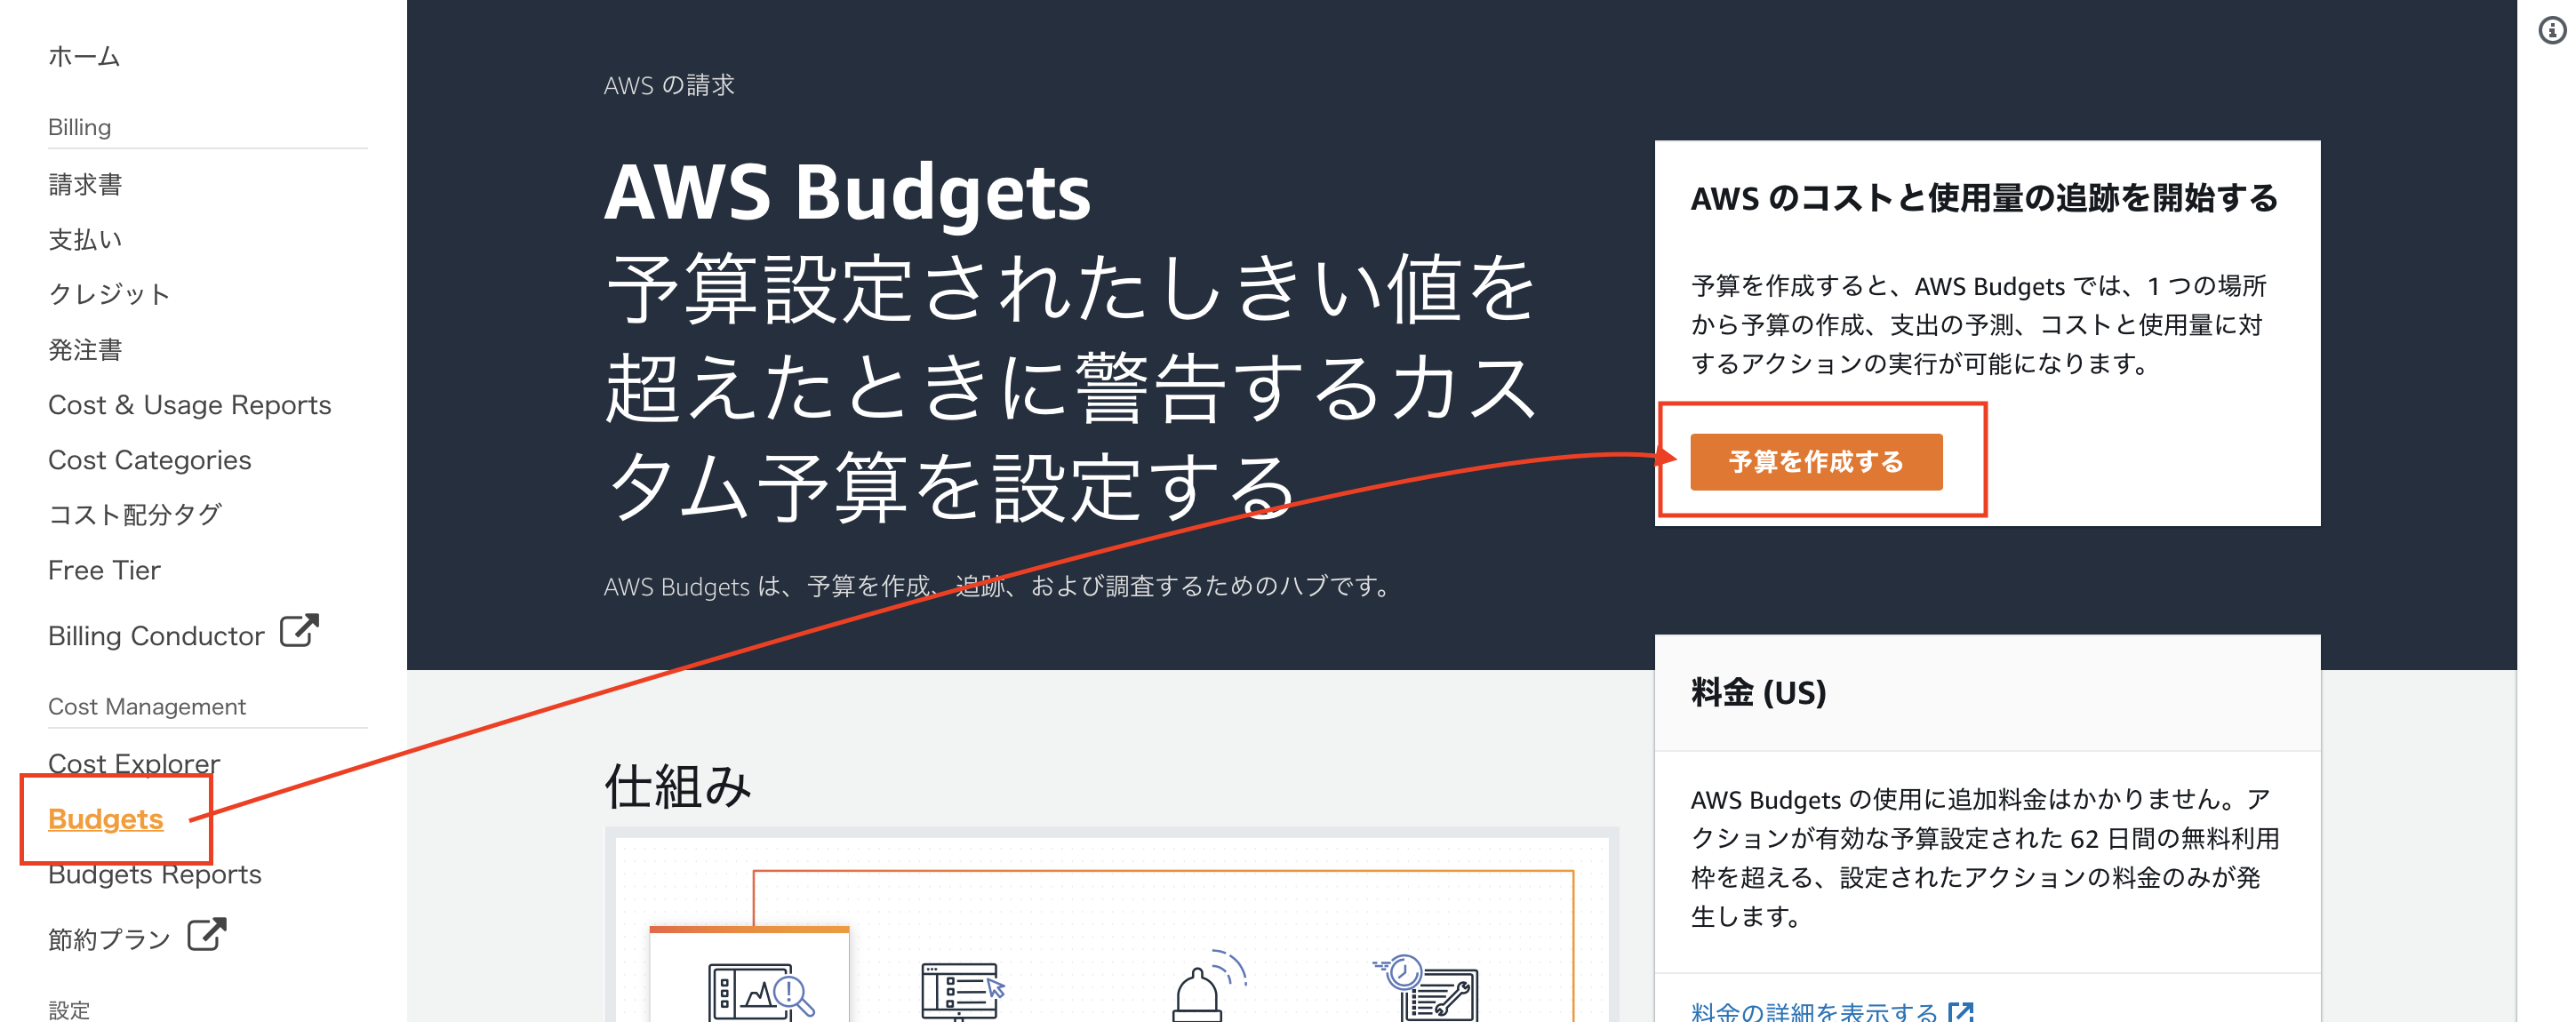 ホーム
Billing
請求書
支払い
クレジット
発注書
Cost & Usage Reports
Cost Categories
コスト配分タグ
Free Tier
Billing Conductor
Cost Management
Cost Explorer
Budgets
Budgets Reports
節約プラン
設定
AWS の請求
AWS Budgets
予算設定されたしきい値を
超えたときに警告するカス
タム予算を設定する
AWS Budgets は、予算を作成、追跡、および調査するためのハブです。
仕組み
AWS のコストと使用量の追跡を開始する
予算を作成すると、AWS Budgets では、1 つの場所
から予算の作成、支出の予測、コストと使用量に対
するアクションの実行が可能になります。
予算を作成する
料金 (US)
AWS Budgets の使用に追加料金はかかりません。ア
クションが有効な予算設定された 62 日間の無料利用
枠を超える、設定されたアクションの料金のみが発
生します。
料金の詳細を表示する